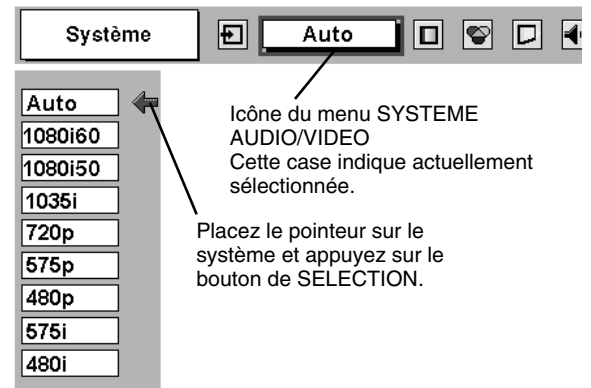 Système
Auto
Auto
1080i60
1080i50
1035i
720p
575p
480p
575i
480i
Icône du menu SYSTEME
AUDIO/VIDEO
Cette case indique actuellement
sélectionnée.
Placez le pointeur sur le
système et appuyez sur le
bouton de SELECTION.